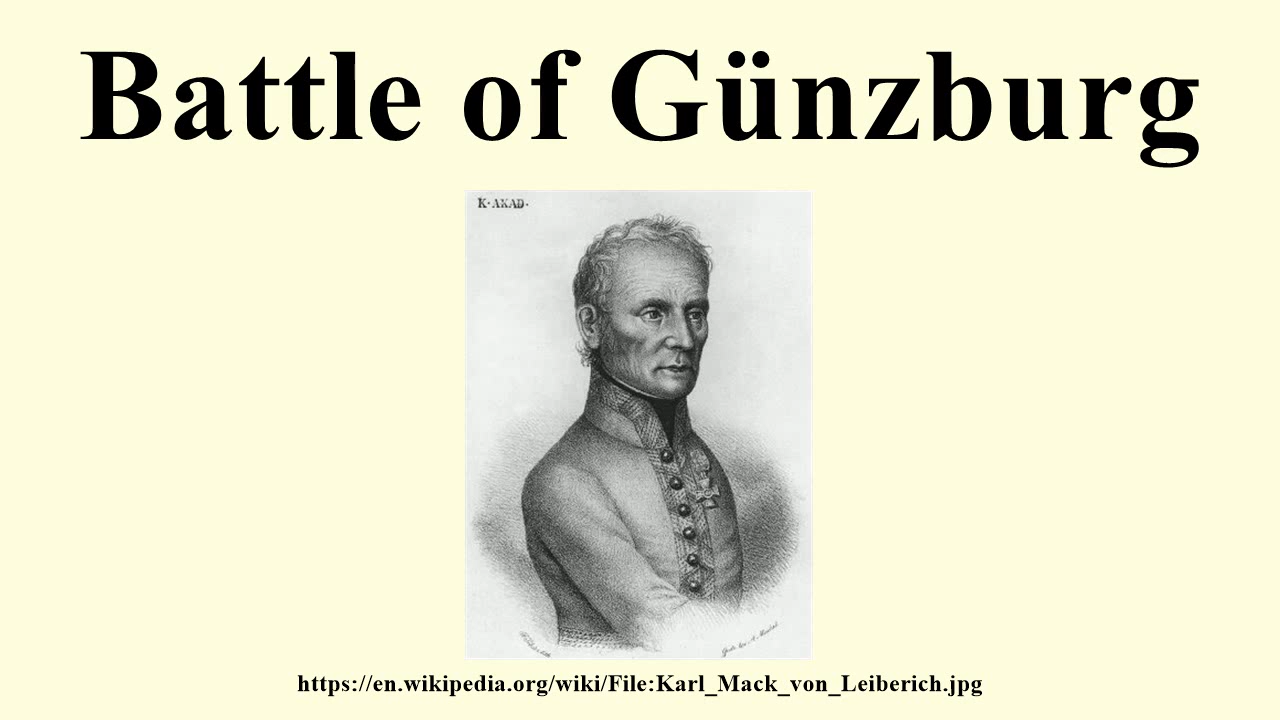 Battle of Günzburg
K·AKAD·
https://en.wikipedia.org/wiki/File:Karl_Mack_von_Leiberich.jpg